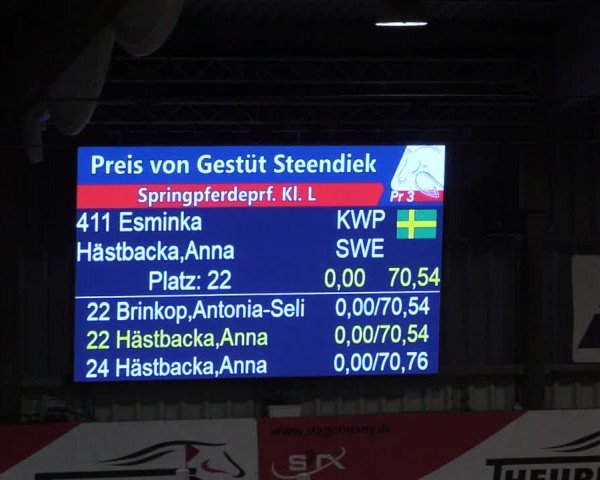 Preis von Gestüt Steendiek
Springpferdeprf. Kl. L
Pr 3
411 Esminka KWP
Hästbacka,Anna SWE
Platz: 22 0,00 70,54
22 Brinkop,Antonia-Seli 0,00/70,54
22 Hästbacka,Anna 0,00/70,54
24 Hästbacka,Anna 0,00/70,76
www.stagermany.de